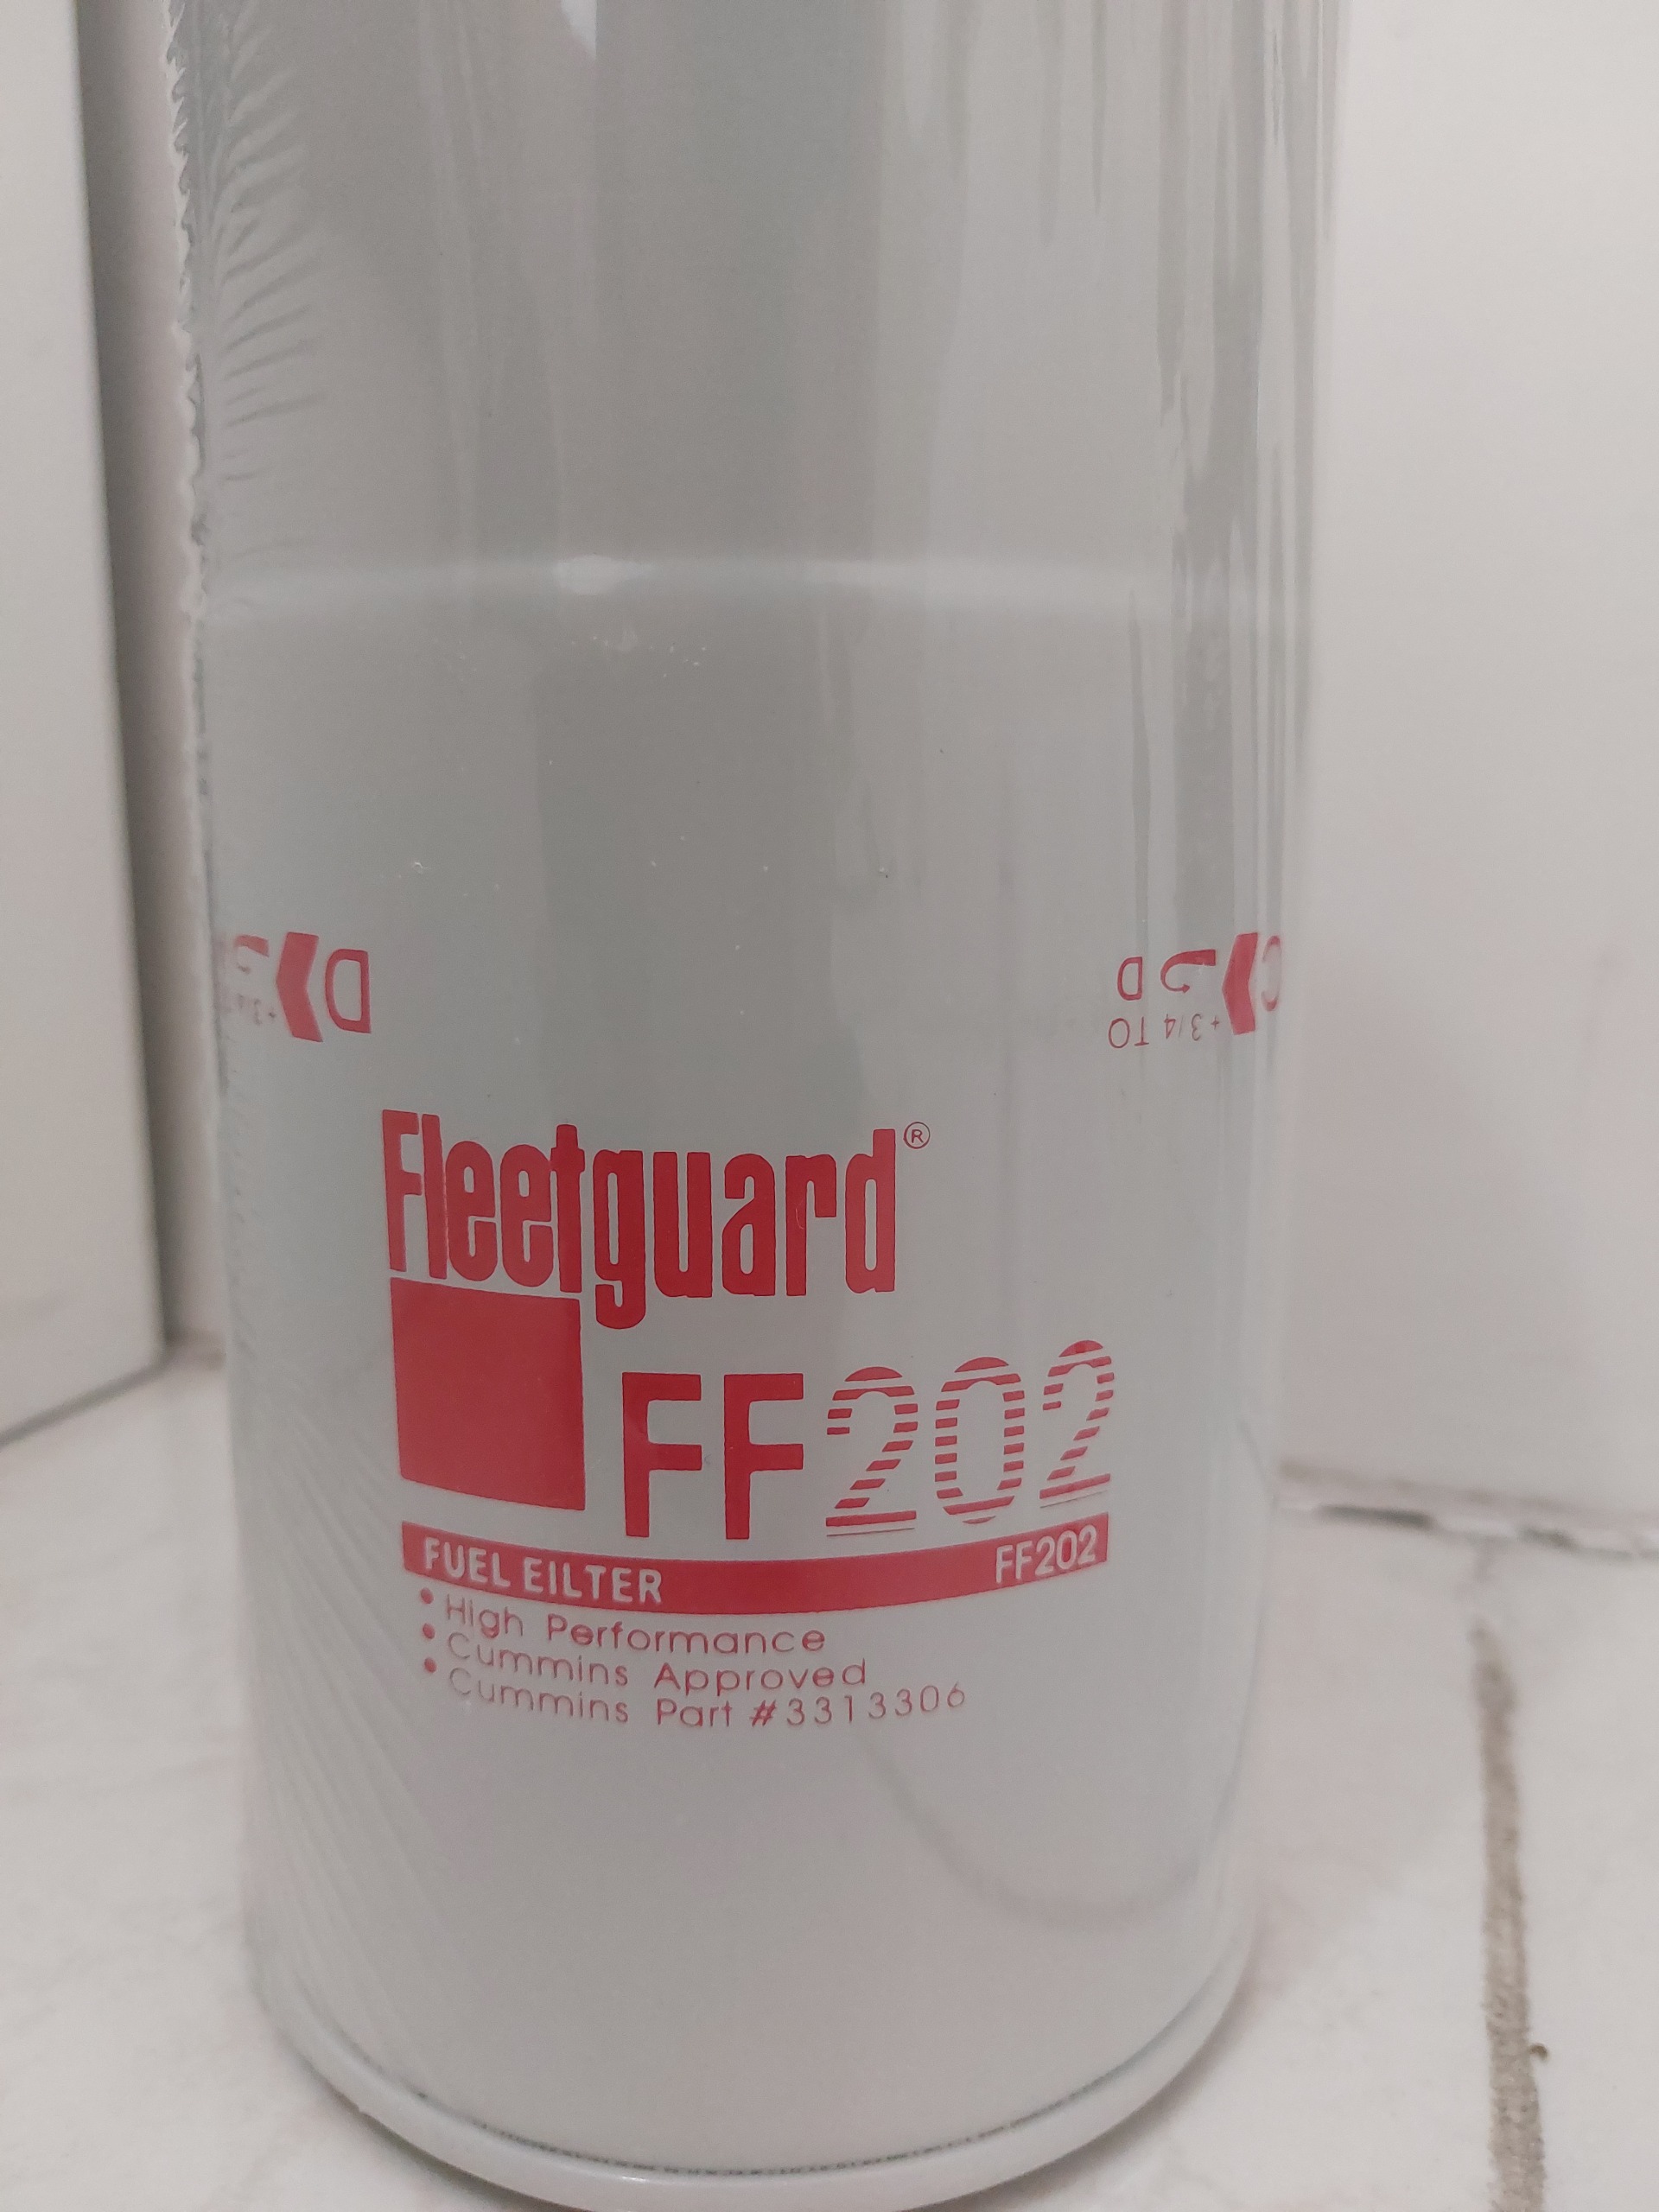 D
+3/4 TO D
C
Fleetguard®
FF202
FUEL EILTER FF202
• High Performance
• Cummins Approved
• Cummins Part #3313306